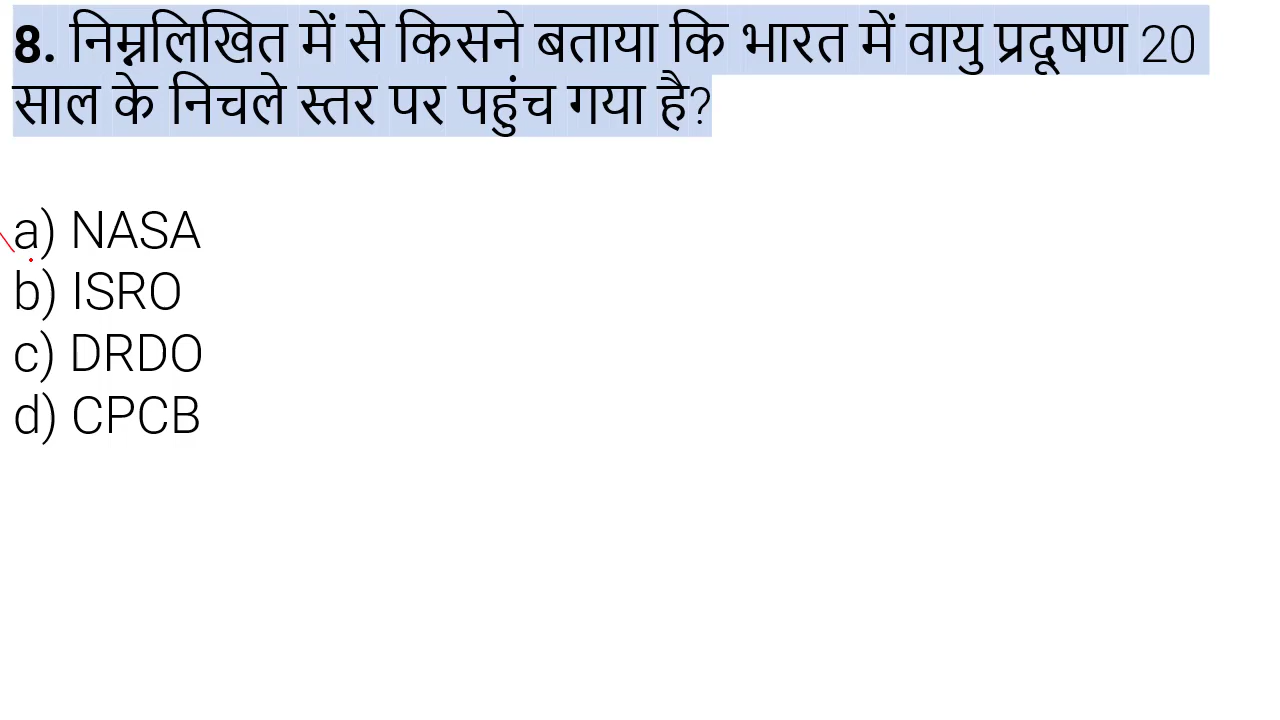 8. निम्नलिखित में से किसने बताया कि भारत में वायु प्रदूषण 20
साल के निचले स्तर पर पहुंच गया है?
a) NASA
b) ISRO
c) DRDO
d) CPCB